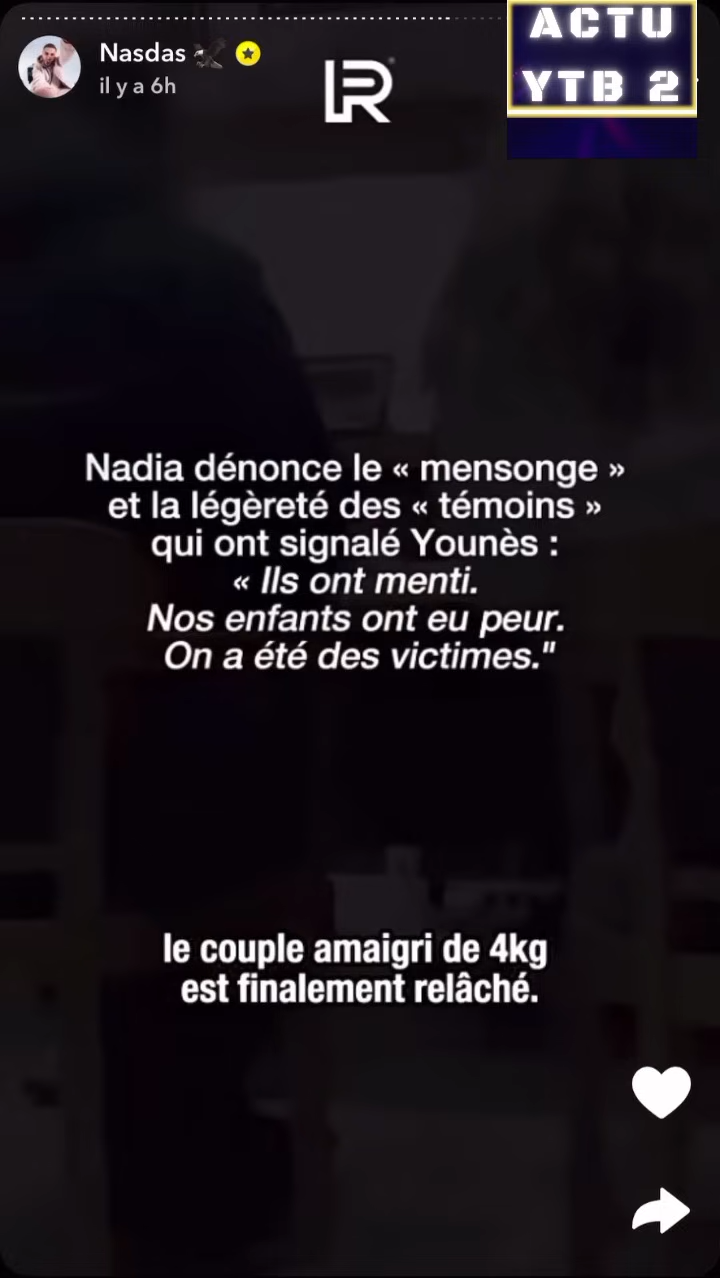 Nasdas
il y a 6h
LR
ACTU
YTB 2
Nadia dénonce le « mensonge »
et la légèreté des « témoins »
qui ont signalé Younès :
« Ils ont menti.
Nos enfants ont eu peur.
On a été des victimes."
le couple amaigri de 4kg
est finalement relâché.